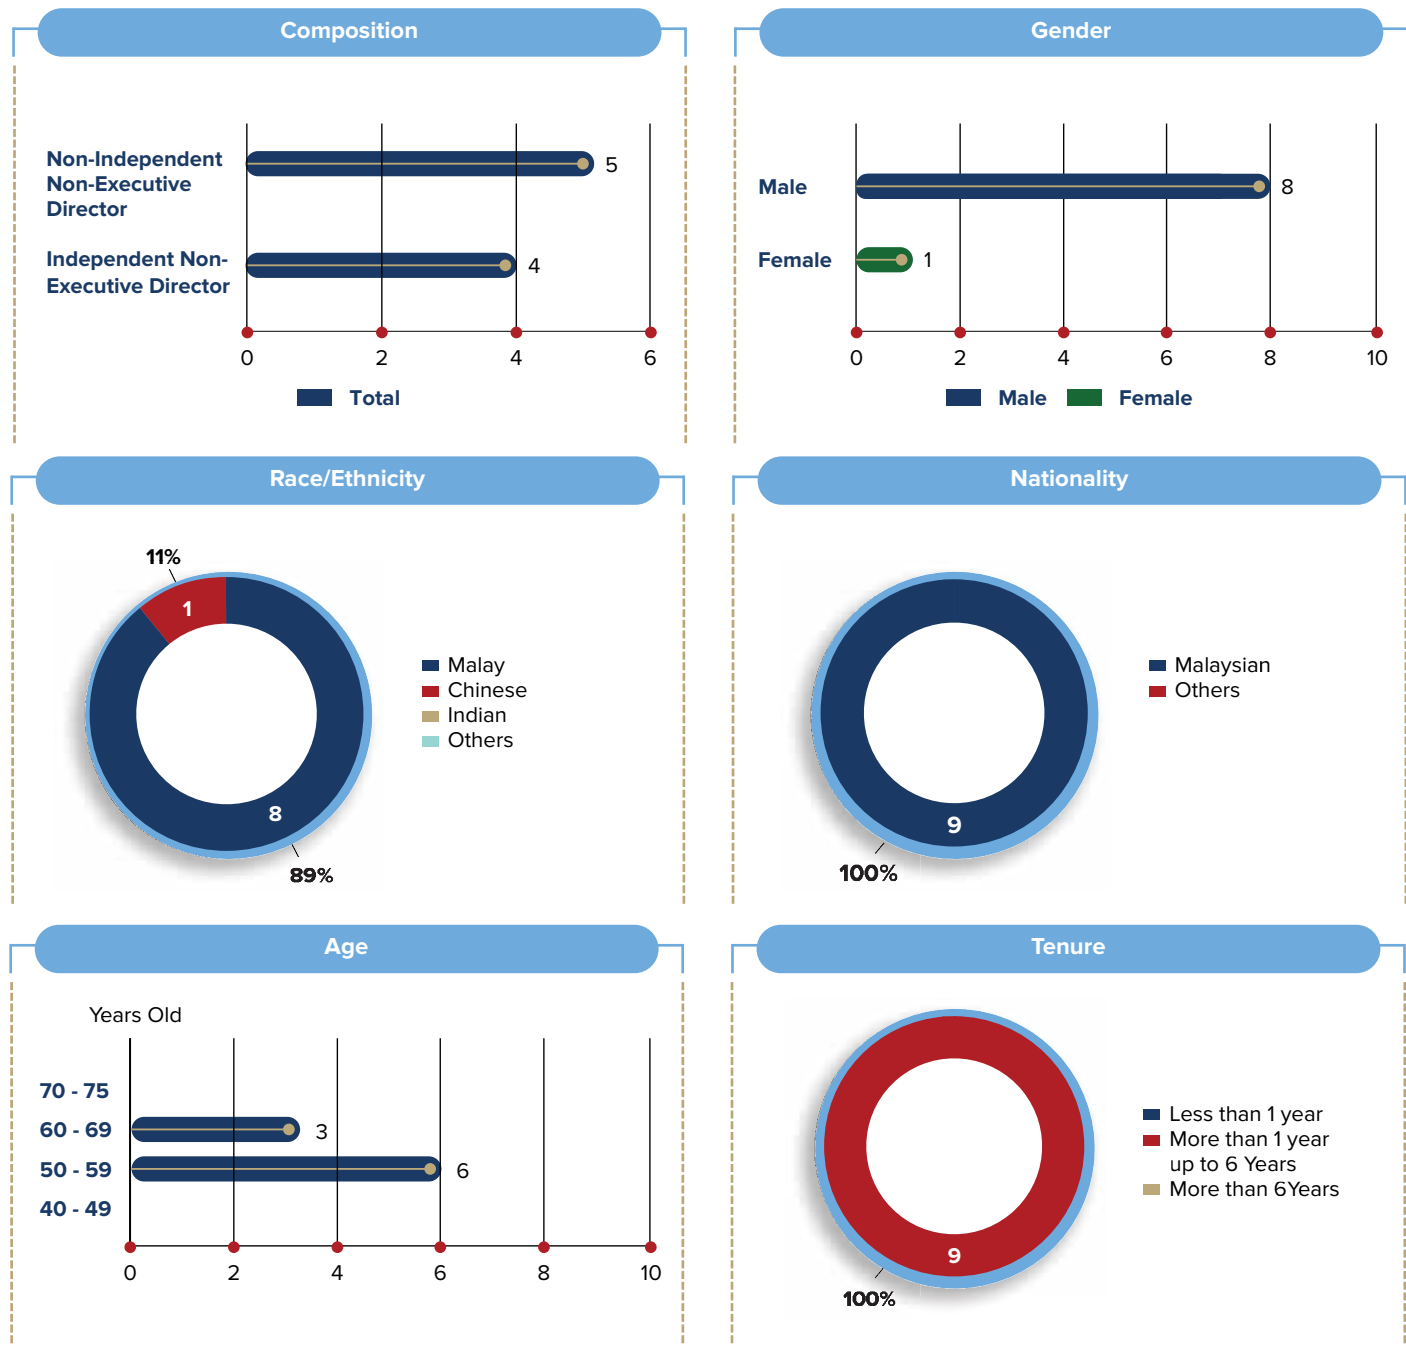 Composition
Non-Independent
Non-Executive
Director
5
Independent Non-
Executive Director
4
0 2 4 6
Total
Gender
Male
8
Female
1
0 2 4 6 8 10
Male Female
Race/Ethnicity
11%
1
8
89%
Malay
Chinese
Indian
Others
Nationality
9
100%
Malaysian
Others
Age
Years Old
70 - 75
60 - 69
3
50 - 59
6
40 - 49
0 2 4 6 8 10
Tenure
9
100%
Less than 1 year
More than 1 year
up to 6 Years
More than 6Years